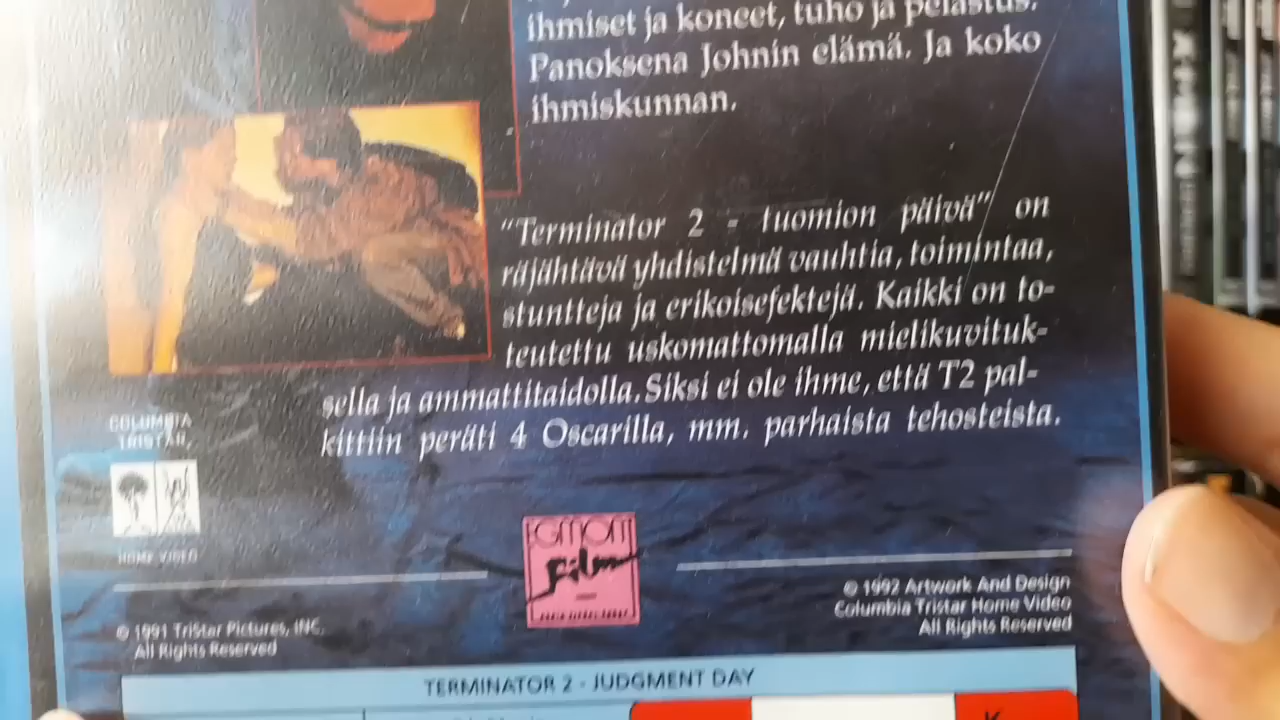 ihmiset ja koneet, tuho ja pelastus.
Panoksena Johnin elämä. Ja koko
ihmiskunnan.
"Terminator 2 - tuomion päivä" on
räjähtävä yhdistelmä vauhtia, toimintaa,
stuntteja ja erikoisefektejä. Kaikki on to-
teutettu uskomattomalla mielikuvituk-
sella ja ammattitaidolla. Siksi ei ole ihme, että T2 pal-
kittiin peräti 4 Oscarilla, mm. parhaista tehosteista.
COLUMBIA
TRISTAR
HOME VIDEO
EGMONT
Film
© 1991 TriStar Pictures, INC.
All Rights Reserved
© 1992 Artwork And Design
Columbia Tristar Home Video
All Rights Reserved
TERMINATOR 2 - JUDGMENT DAY
K